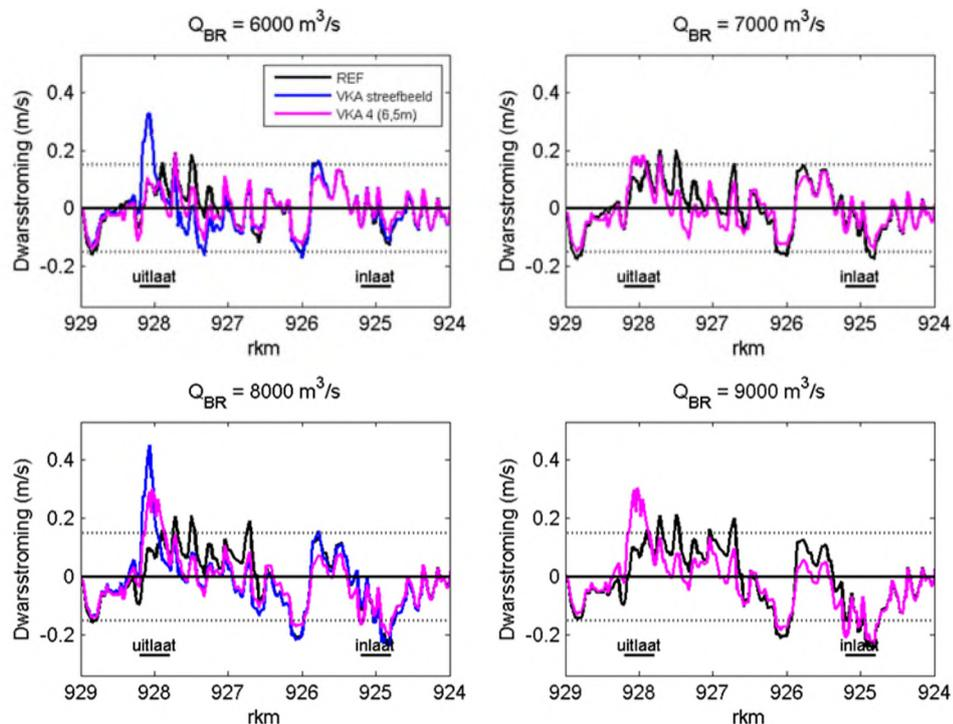 Q_BR = 6000 m³/s
Dwarsstroming (m/s)
0.4
0.2
0
-0.2
REF
VKA streefbeeld
VKA 4 (6,5m)
uitlaat
inlaat
929 928 927 926 925 924
rkm
Q_BR = 7000 m³/s
Dwarsstroming (m/s)
0.4
0.2
0
-0.2
uitlaat
inlaat
929 928 927 926 925 924
rkm
Q_BR = 8000 m³/s
Dwarsstroming (m/s)
0.4
0.2
0
-0.2
uitlaat
inlaat
929 928 927 926 925 924
rkm
Q_BR = 9000 m³/s
Dwarsstroming (m/s)
0.4
0.2
0
-0.2
uitlaat
inlaat
929 928 927 926 925 924
rkm